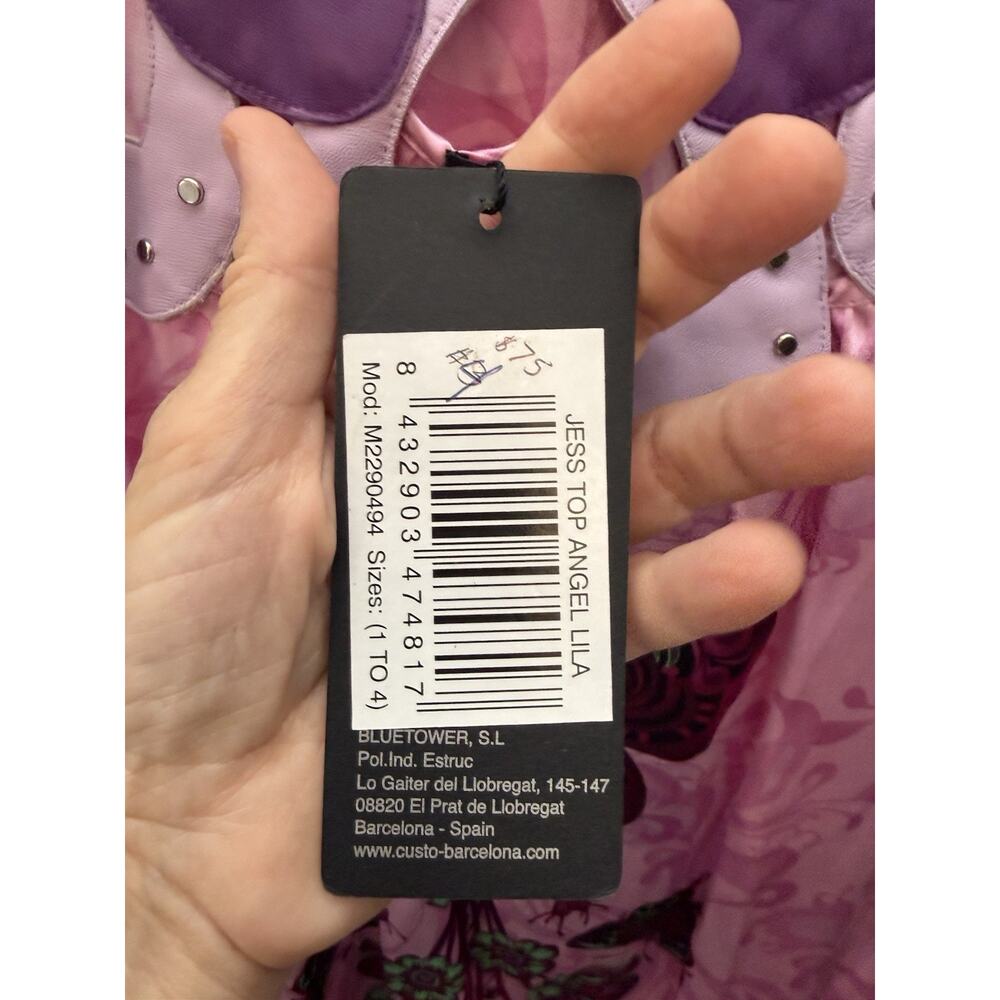 $75
JESS TOP ANGEL LILA
8 432903 474817
Mod: M2290494 Sizes: (1 TO 4)
BLUETOWER, S.L
Pol.Ind. Estruc
Lo Gaiter del Llobregat, 145-147
08820 El Prat de Llobregat
Barcelona - Spain
www.custo-barcelona.com